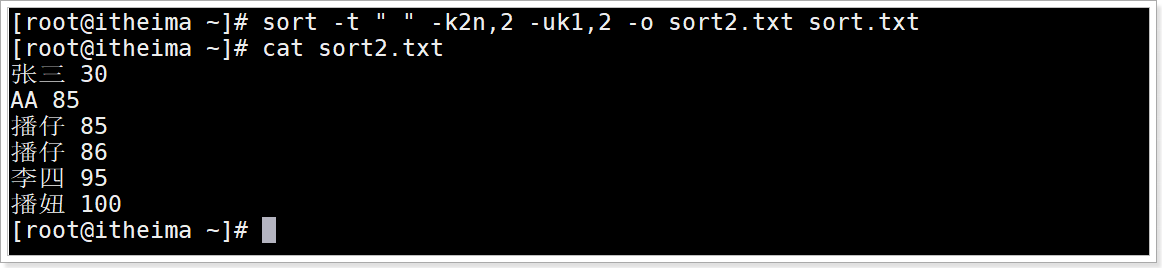 [root@itheima ~]# sort -t " " -k2n,2 -uk1,2 -o sort2.txt sort.txt
[root@itheima ~]# cat sort2.txt
张三 30
AA 85
播仔 85
播仔 86
李四 95
播妞 100
[root@itheima ~]#